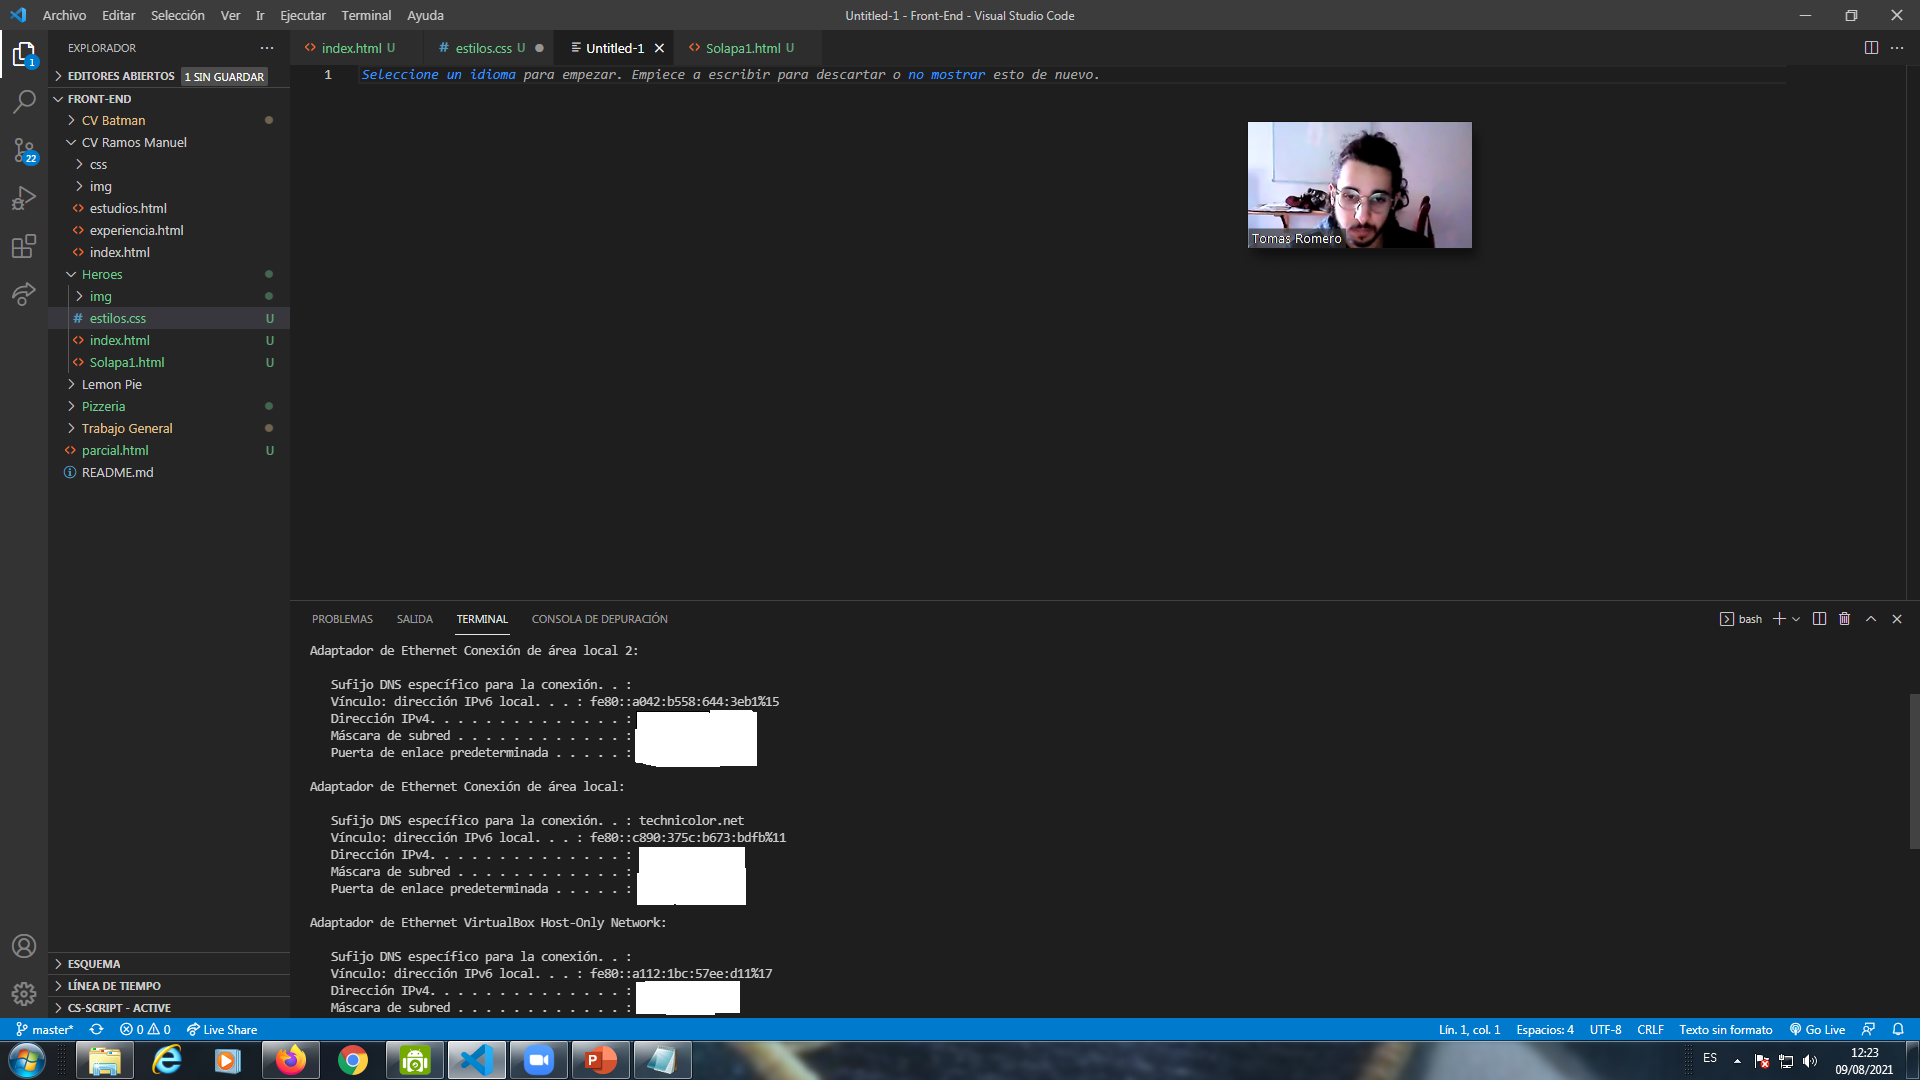 Archivo Editar Selección Ver Ir Ejecutar Terminal Ayuda
Untitled-1 - Front-End - Visual Studio Code
EXPLORADOR
index.html U
estilos.css U
Untitled-1
Solapa1.html U
EDITORES ABIERTOS 1 SIN GUARDAR
1 Seleccione un idioma para empezar. Empiece a escribir para descartar o no mostrar esto de nuevo.
FRONT-END
CV Batman
CV Ramos Manuel
css
img
estudios.html
experiencia.html
index.html
Heroes
img
estilos.css U
index.html U
Solapa1.html U
Lemon Pie
Pizzeria
Trabajo General
parcial.html U
README.md
1
22
Tomas Romero
PROBLEMAS SALIDA TERMINAL CONSOLA DE DEPURACIÓN
bash
Adaptador de Ethernet Conexión de área local 2:
Sufijo DNS específico para la conexión. . :
Vínculo: dirección IPv6 local. . . : fe80::a042:b558:644:3eb1%15
Dirección IPv4. . . . . . . . . . . . . . :
Máscara de subred . . . . . . . . . . . . :
Puerta de enlace predeterminada . . . . . :
Adaptador de Ethernet Conexión de área local:
Sufijo DNS específico para la conexión. . : technicolor.net
Vínculo: dirección IPv6 local. . . : fe80::c890:375c:b673:bdfb%11
Dirección IPv4. . . . . . . . . . . . . . :
Máscara de subred . . . . . . . . . . . . :
Puerta de enlace predeterminada . . . . . :
Adaptador de Ethernet VirtualBox Host-Only Network:
Sufijo DNS específico para la conexión. . :
Vínculo: dirección IPv6 local. . . : fe80::a112:1bc:57ee:d11%17
Dirección IPv4. . . . . . . . . . . . . . :
Máscara de subred . . . . . . . . . . . . :
ESQUEMA
LÍNEA DE TIEMPO
CS-SCRIPT - ACTIVE
master* 0 0 Live Share
Lín. 1, col. 1 Espacios: 4 UTF-8 CRLF Texto sin formato Go Live
ES
12:23
09/08/2021